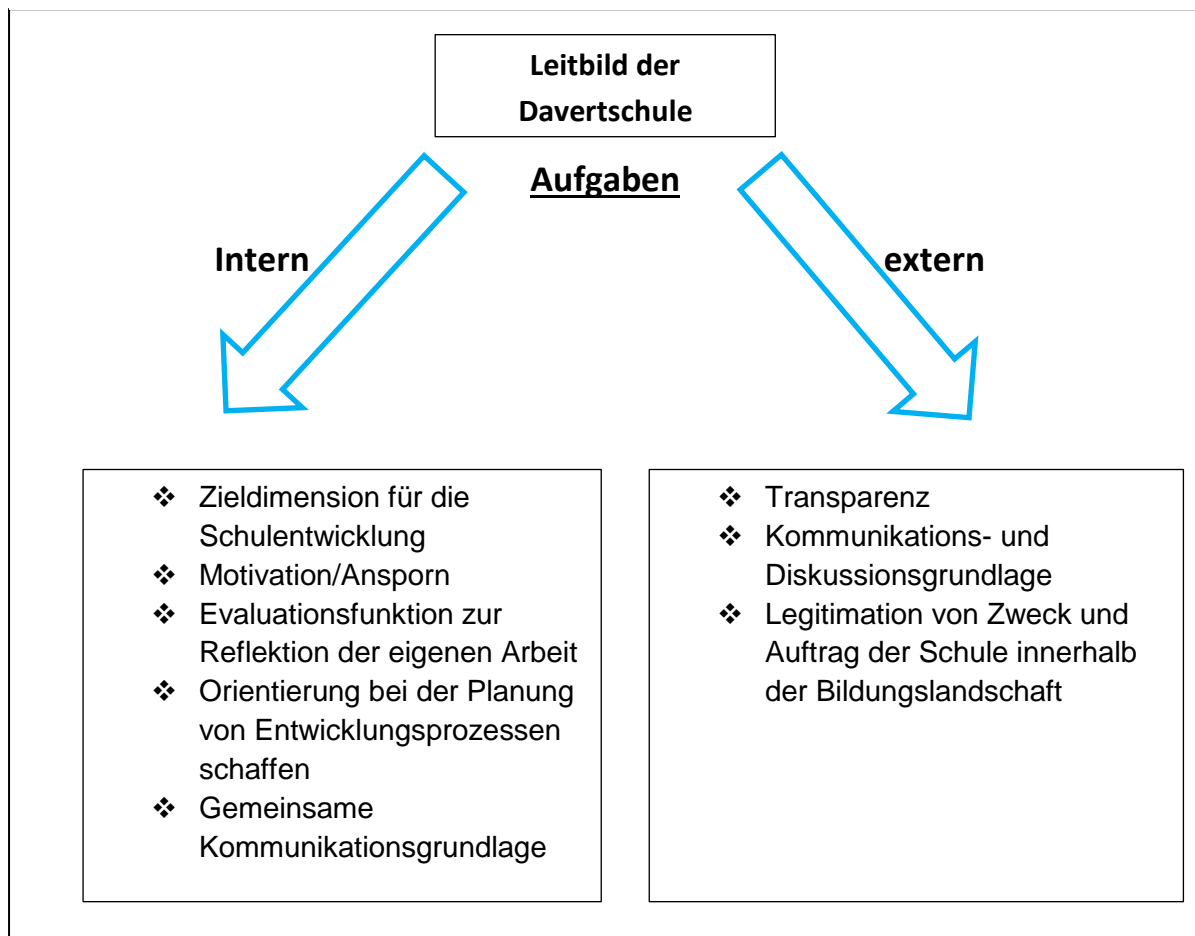 Leitbild der
Davertschule
Aufgaben
Intern
extern
❖ Zieldimension für die
Schulentwicklung
❖ Motivation/Ansporn
❖ Evaluationsfunktion zur
Reflektion der eigenen Arbeit
❖ Orientierung bei der Planung
von Entwicklungsprozessen
schaffen
❖ Gemeinsame
Kommunikationsgrundlage
❖ Transparenz
❖ Kommunikations- und
Diskussionsgrundlage
❖ Legitimation von Zweck und
Auftrag der Schule innerhalb
der Bildungslandschaft